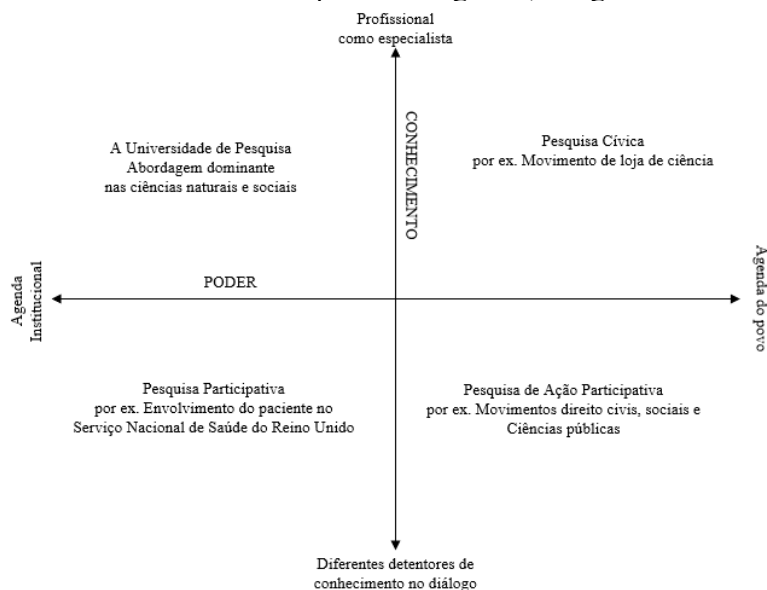 Profissional
como especialista
CONHECIMENTO
A Universidade de Pesquisa
Abordagem dominante
nas ciências naturais e sociais
Pesquisa Cívica
por ex. Movimento de loja de ciência
Agenda
Institucional
PODER
Agenda do povo
Pesquisa Participativa
por ex. Envolvimento do paciente no
Serviço Nacional de Saúde do Reino Unido
Pesquisa de Ação Participativa
por ex. Movimentos direito civis, sociais e
Ciências públicas
Diferentes detentores de
conhecimento no diálogo